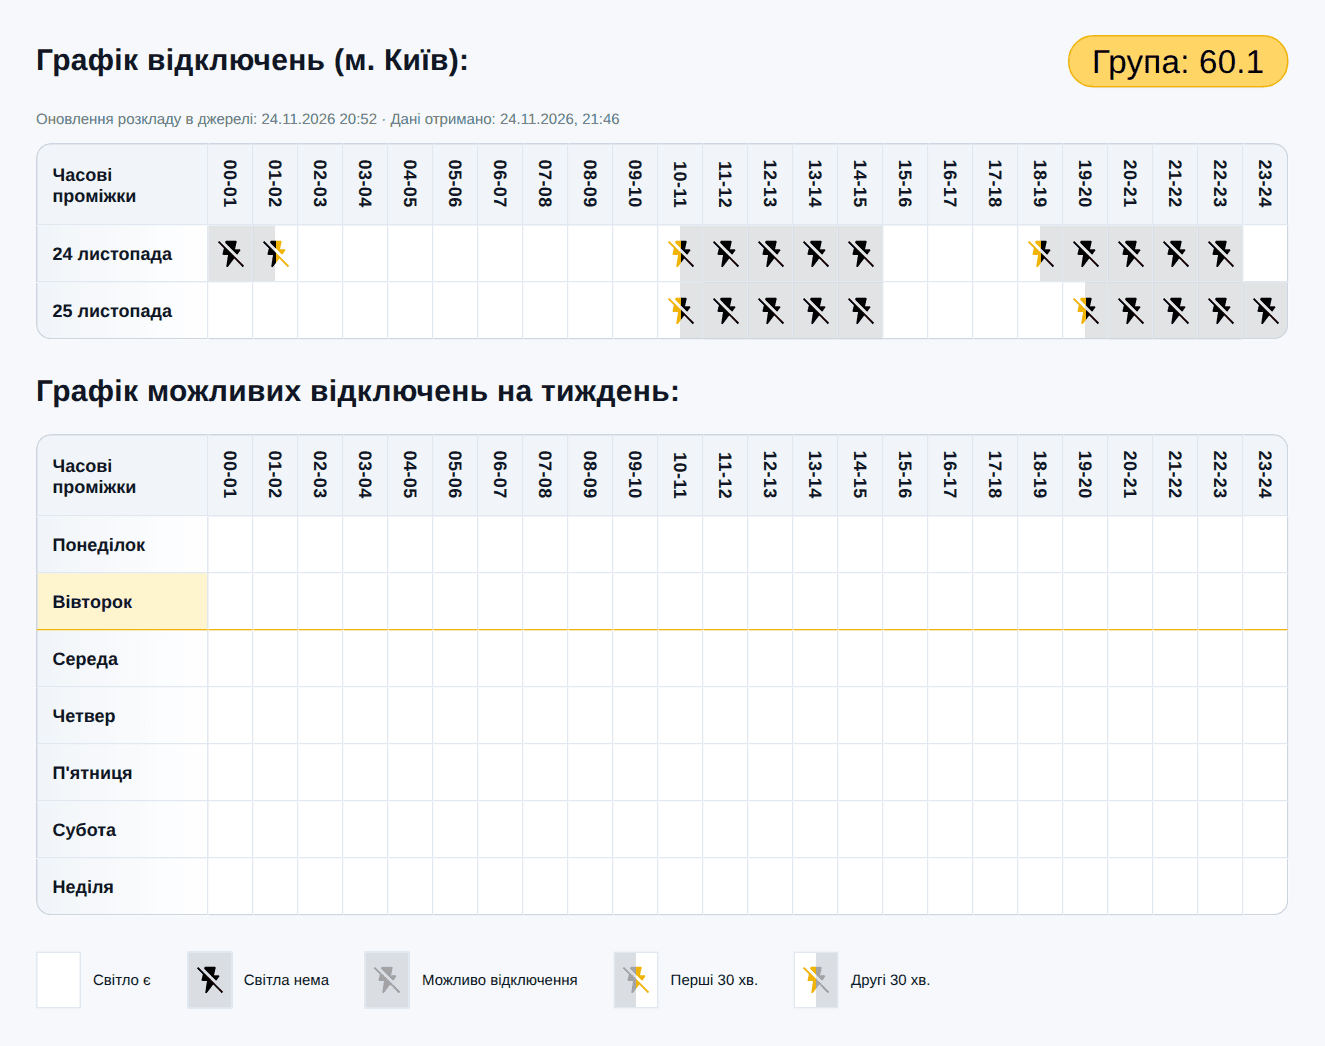 Графік відключень (м. Київ):
Група: 60.1
Оновлення розкладу в джерелі: 24.11.2026 20:52 · Дані отримано: 24.11.2026, 21:46
Часові проміжки 00-01 01-02 02-03 03-04 04-05 05-06 06-07 07-08 08-09 09-10 10-11 11-12 12-13 13-14 14-15 15-16 16-17 17-18 18-19 19-20 20-21 21-22 22-23 23-24
24 листопада
25 листопада
Графік можливих відключень на тиждень:
Часові проміжки 00-01 01-02 02-03 03-04 04-05 05-06 06-07 07-08 08-09 09-10 10-11 11-12 12-13 13-14 14-15 15-16 16-17 17-18 18-19 19-20 20-21 21-22 22-23 23-24
Понеділок
Вівторок
Середа
Четвер
П'ятниця
Субота
Неділя
Світло є Світла нема Можливо відключення Перші 30 хв. Другі 30 хв.